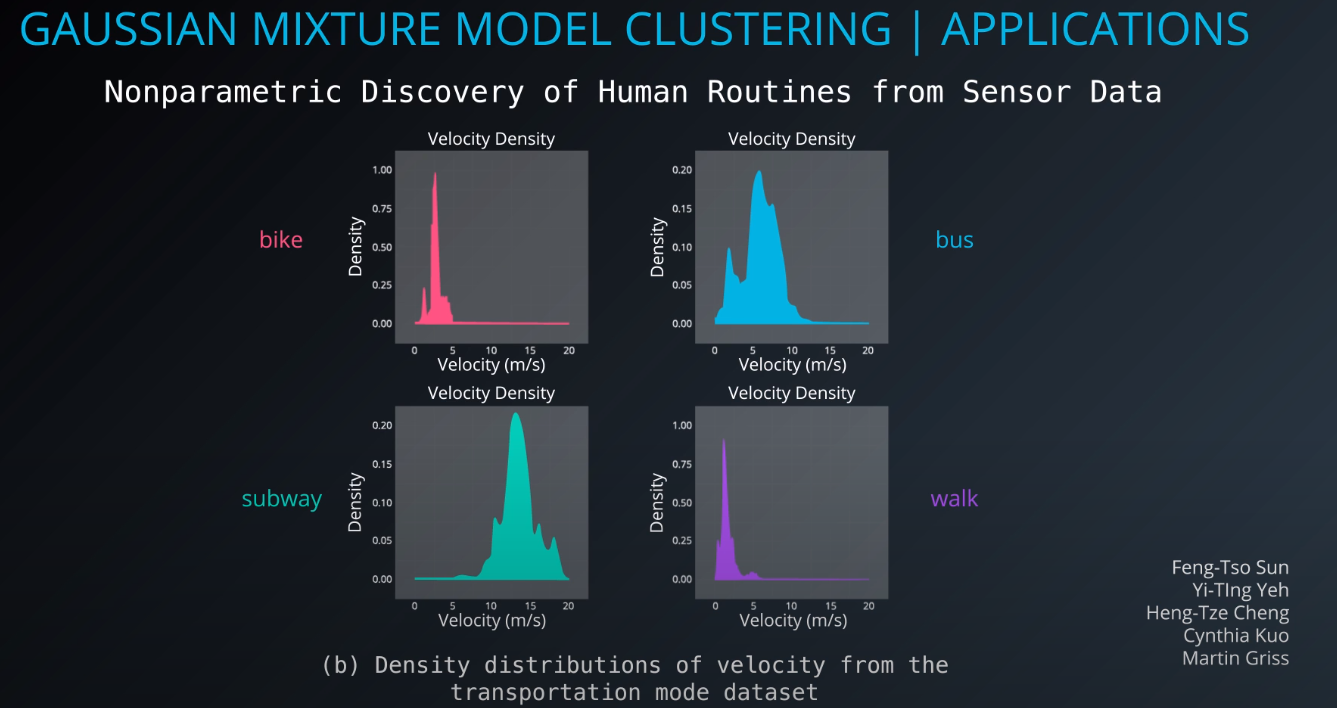 GAUSSIAN MIXTURE MODEL CLUSTERING | APPLICATIONS
Nonparametric Discovery of Human Routines from Sensor Data
bike
Velocity Density
Density
1.00
0.75
0.50
0.25
0.00
0 5 10 15 20
Velocity (m/s)
Velocity Density
Density
0.20
0.15
0.10
0.05
0.00
0 5 10 15 20
Velocity (m/s)
bus
subway
Velocity Density
Density
0.20
0.15
0.10
0.05
0.00
0 5 10 15 20
Velocity (m/s)
Velocity Density
Density
1.00
0.75
0.50
0.25
0.00
0 5 10 15 20
Velocity (m/s)
walk
Feng-Tso Sun
Yi-TIng Yeh
Heng-Tze Cheng
Cynthia Kuo
Martin Griss
(b) Density distributions of velocity from the
transportation mode dataset